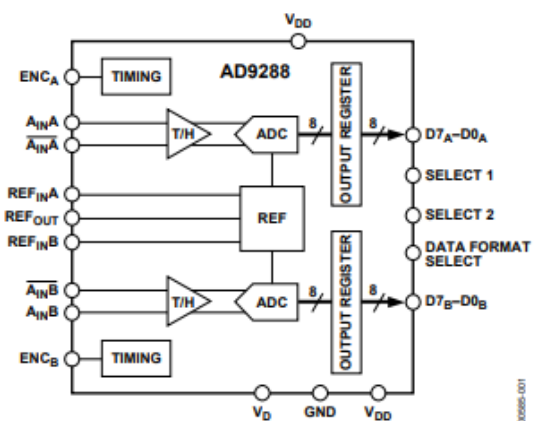 VDD
ENCA
TIMING
AD9288
AINA
AINA
T/H
ADC
8
OUTPUT REGISTER
8
D7A–D0A
SELECT 1
REFINA
REFOUT
REFINB
REF
SELECT 2
DATA FORMAT
SELECT
AINB
AINB
T/H
ADC
8
OUTPUT REGISTER
8
D7B–D0B
ENCB
TIMING
VD
GND
VDD
00585-001